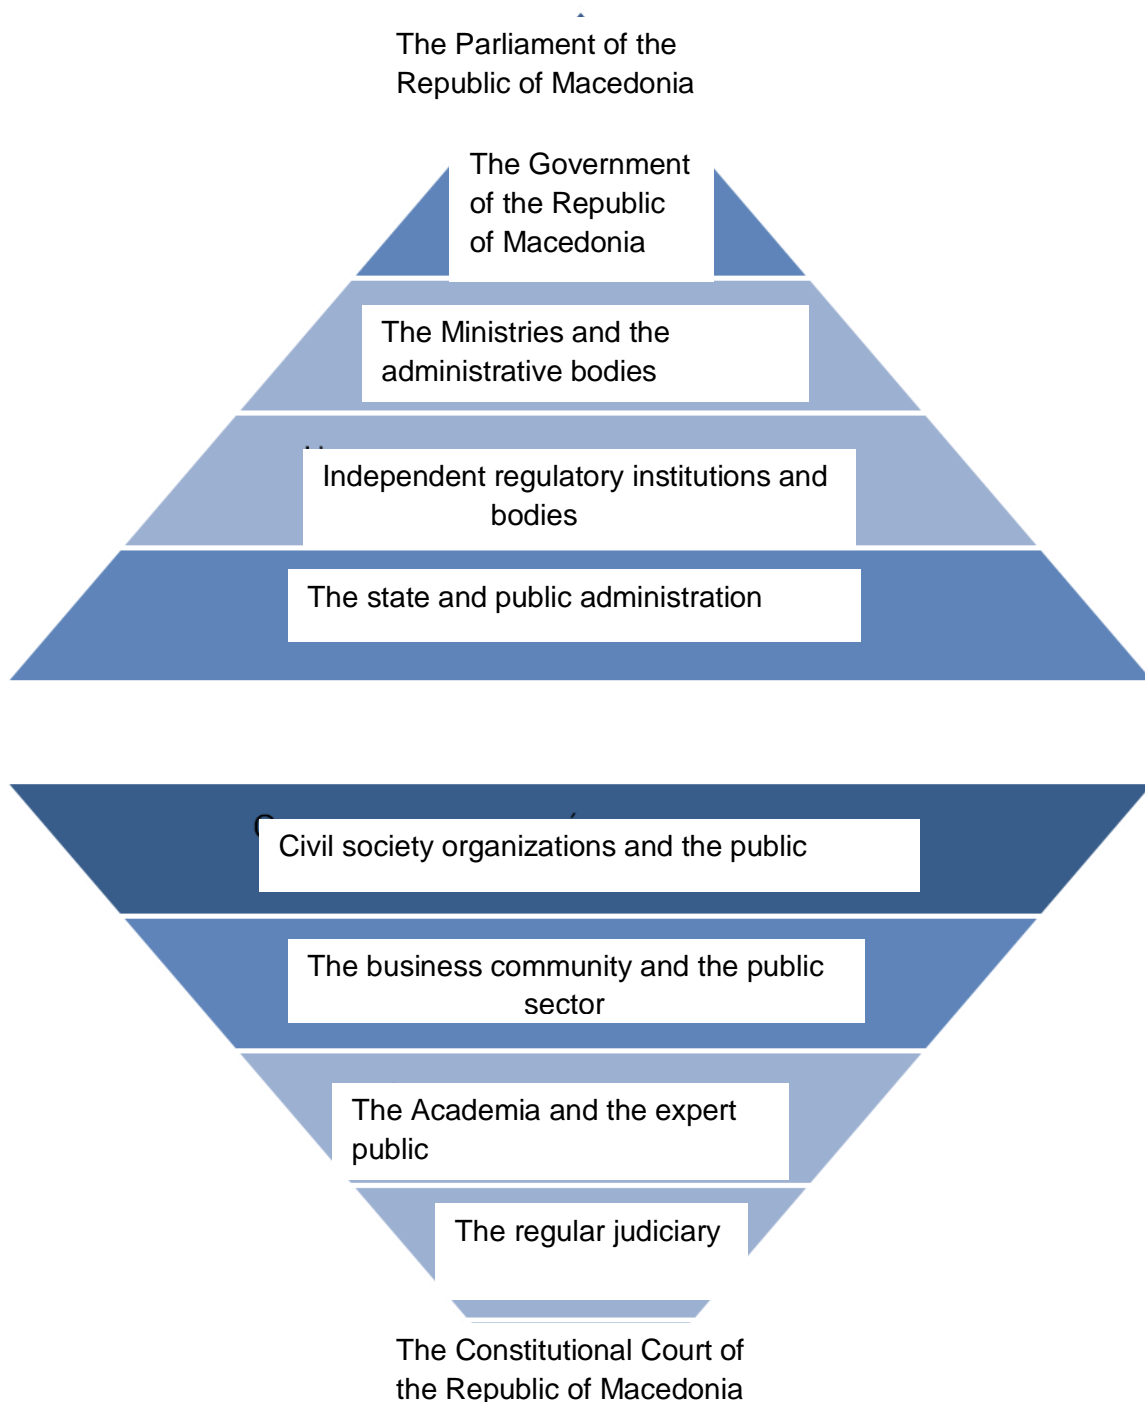 The Parliament of the
Republic of Macedonia
The Government
of the Republic
of Macedonia
The Ministries and the
administrative bodies
Independent regulatory institutions and
bodies
The state and public administration
Civil society organizations and the public
The business community and the public
sector
The Academia and the expert
public
The regular judiciary
The Constitutional Court of
the Republic of Macedonia